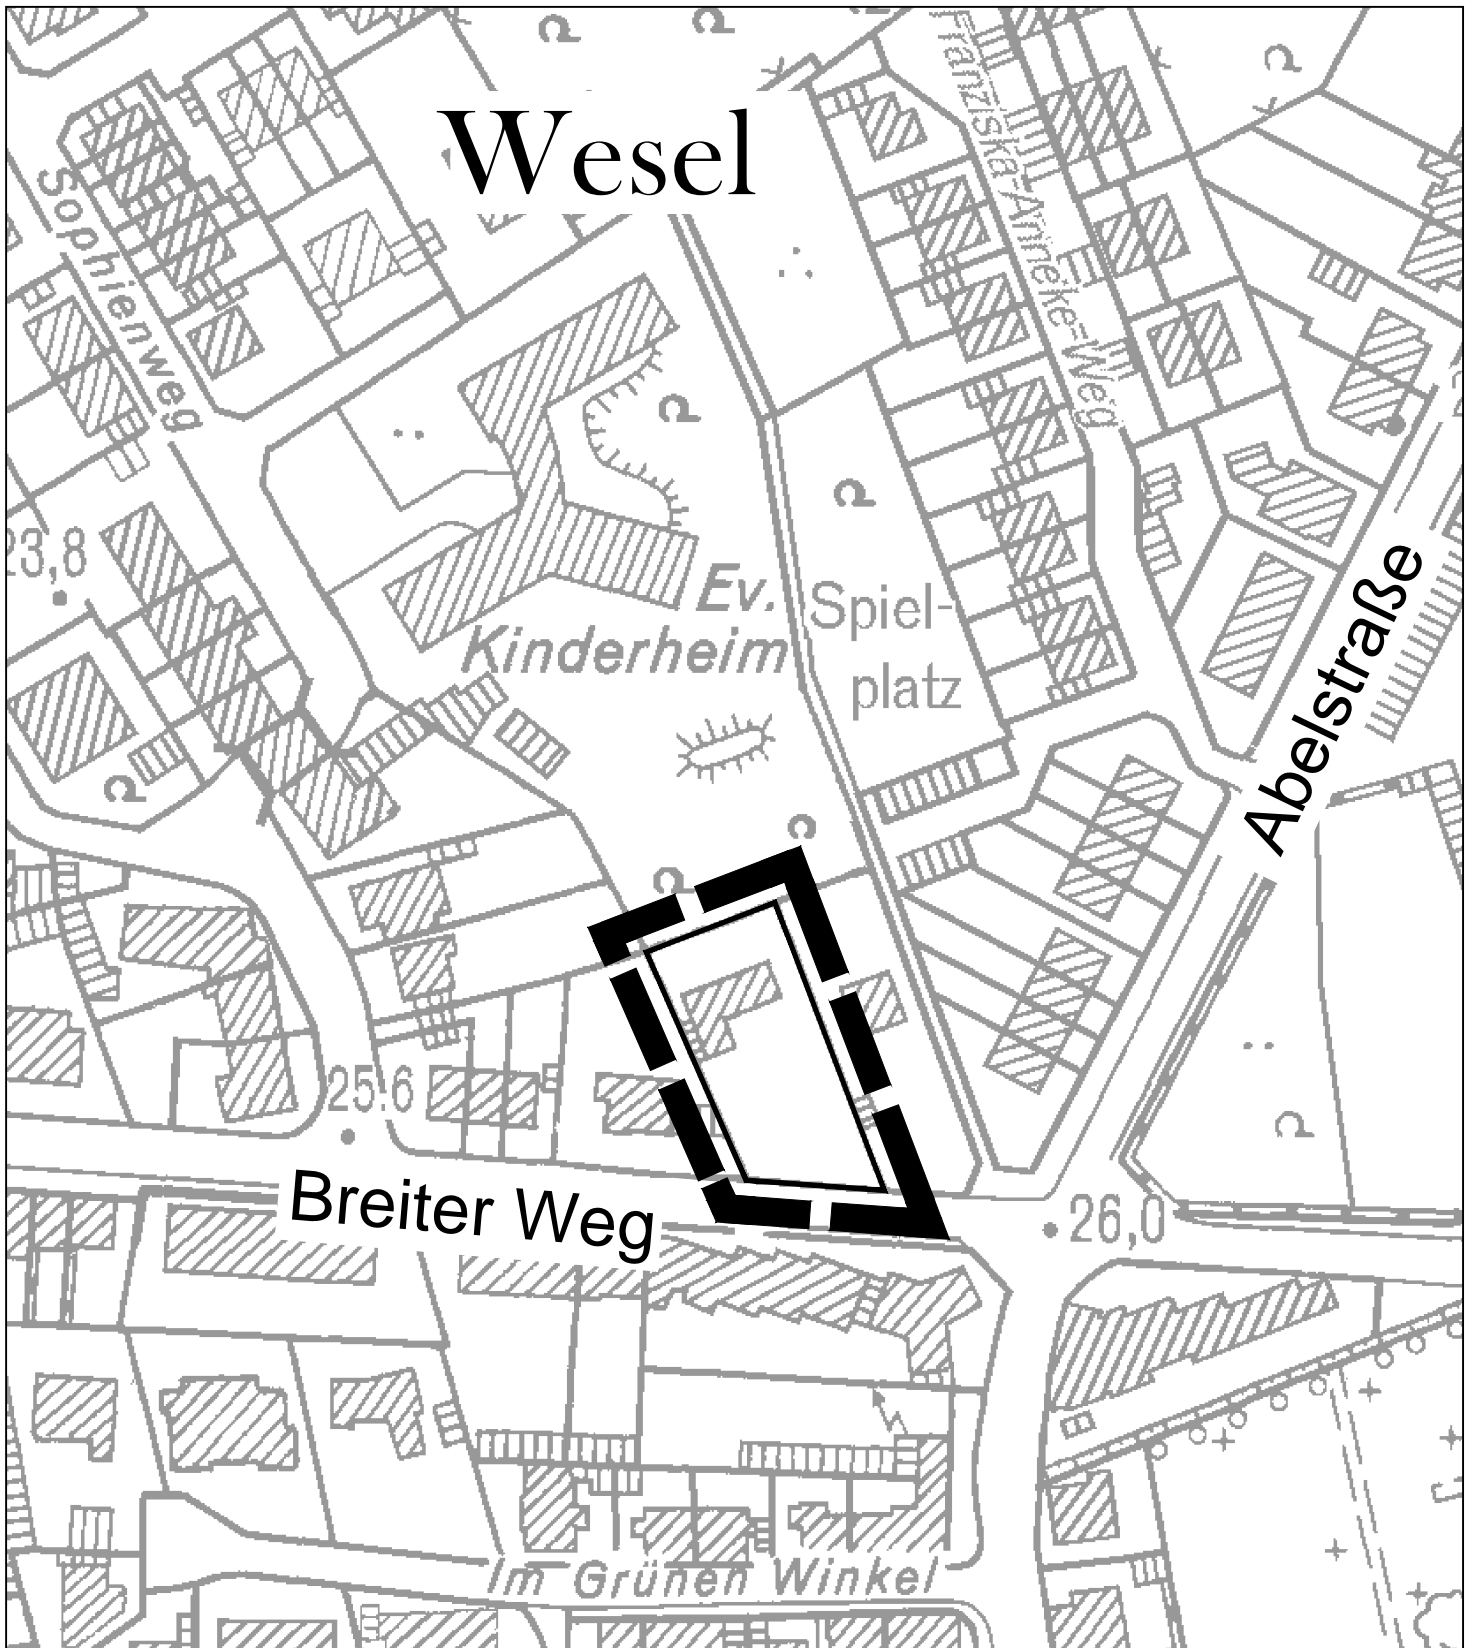 Wesel
Franziska-Anneke-Weg
Sophienweg
23,8
Ev.
Kinderheim
Spiel-
platz
Abelstraße
25,6
Breiter Weg
26,0
Im Grünen Winkel